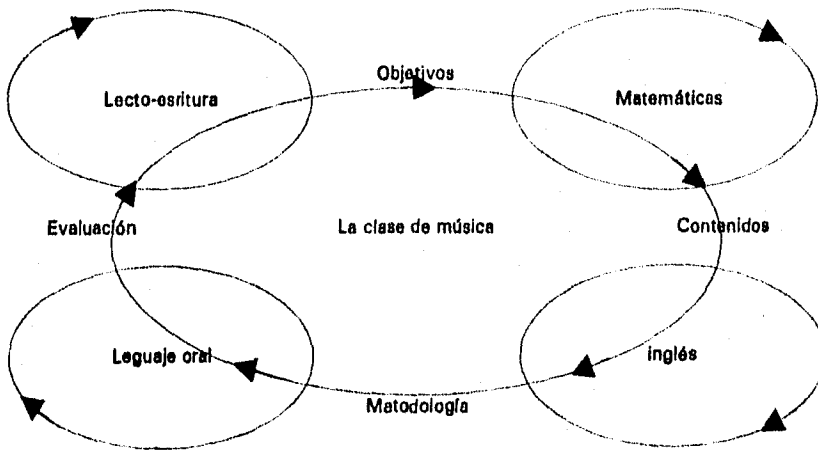 Objetivos
Lecto-esritura
Matemáticas
Evaluación
La clase de música
Contenidos
Leguaje oral
inglés
Matodología